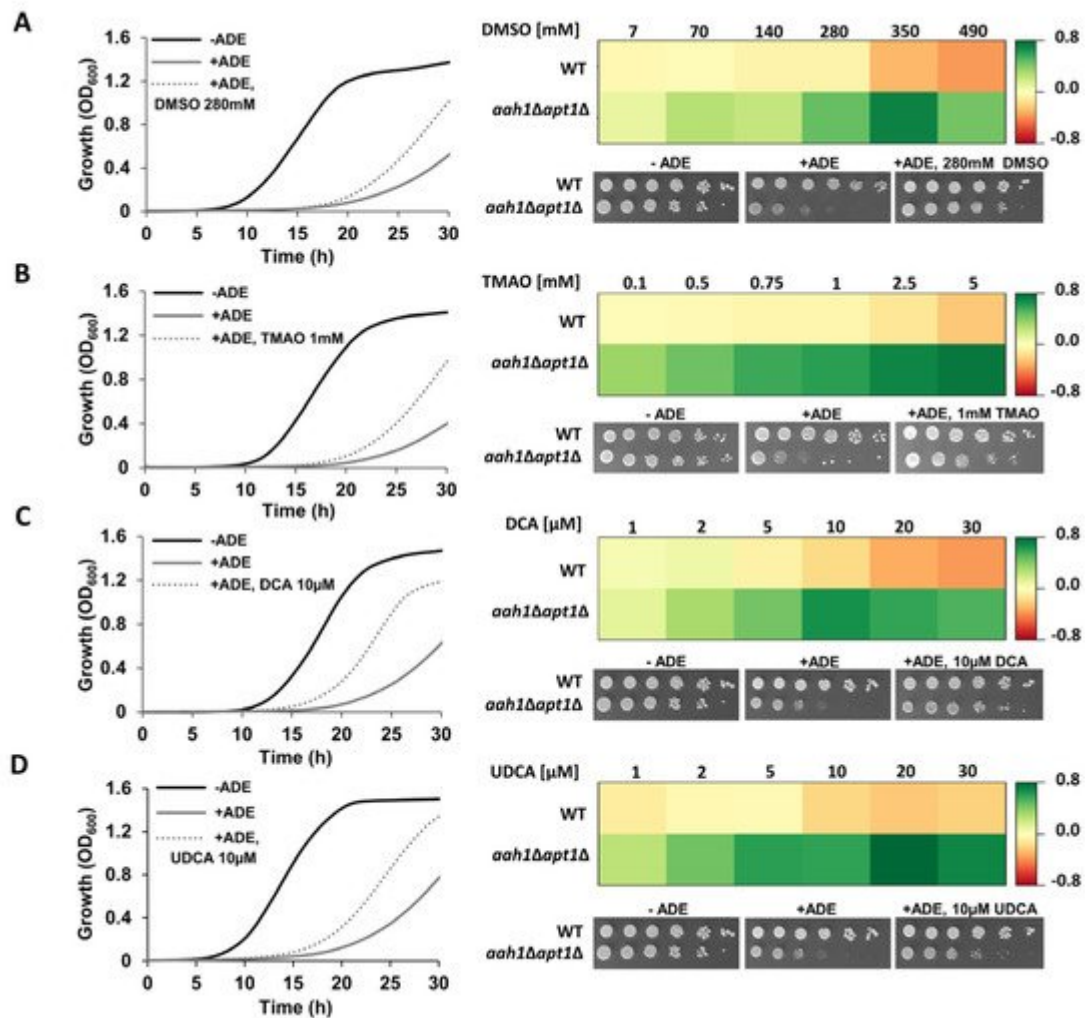 A
1.6
1.2
0.8
0.4
0
Growth (OD600)
-ADE
+ADE
+ADE,
DMSO 280mM
0 5 10 15 20 25 30
Time (h)
DMSO [mM] 7 70 140 280 350 490
WT
aah1Δapt1Δ
0.8
0.0
-0.8
- ADE +ADE +ADE, 280mM DMSO
WT
aah1Δapt1Δ
B
1.6
1.2
0.8
0.4
0
Growth (OD600)
-ADE
+ADE
+ADE, TMAO 1mM
0 5 10 15 20 25 30
Time (h)
TMAO [mM] 0.1 0.5 0.75 1 2.5 5
WT
aah1Δapt1Δ
0.8
0.0
-0.8
- ADE +ADE +ADE, 1mM TMAO
WT
aah1Δapt1Δ
C
1.6
1.2
0.8
0.4
0
Growth (OD600)
-ADE
+ADE
+ADE, DCA 10µM
0 5 10 15 20 25 30
Time (h)
DCA [µM] 1 2 5 10 20 30
WT
aah1Δapt1Δ
0.8
0.0
-0.8
- ADE +ADE +ADE, 10µM DCA
WT
aah1Δapt1Δ
D
1.6
1.2
0.8
0.4
0
Growth (OD600)
-ADE
+ADE
+ADE,
UDCA 10µM
0 5 10 15 20 25 30
Time (h)
UDCA [µM] 1 2 5 10 20 30
WT
aah1Δapt1Δ
0.8
0.0
-0.8
- ADE +ADE +ADE, 10µM UDCA
WT
aah1Δapt1Δ